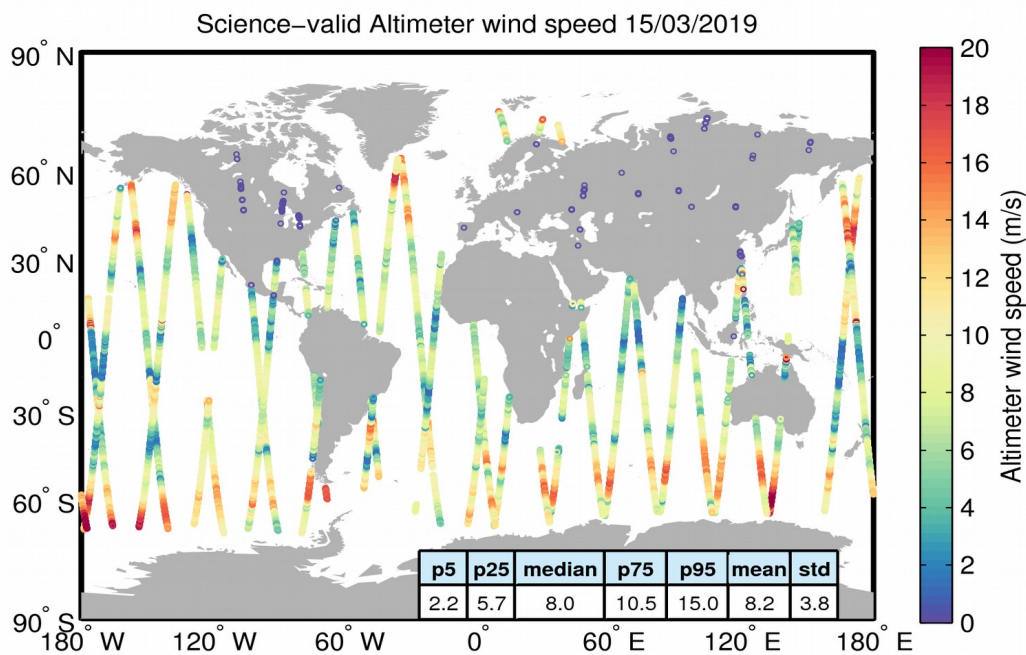 Science−valid Altimeter wind speed 15/03/2019
90° N
60° N
30° N
0°
30° S
60° S
90° S
180° W
120° W
60° W
0°
60° E
120° E
180° E
p5 p25 median p75 p95 mean std
2.2 5.7 8.0 10.5 15.0 8.2 3.8
20
18
16
14
12
10
8
6
4
2
0
Altimeter wind speed (m/s)